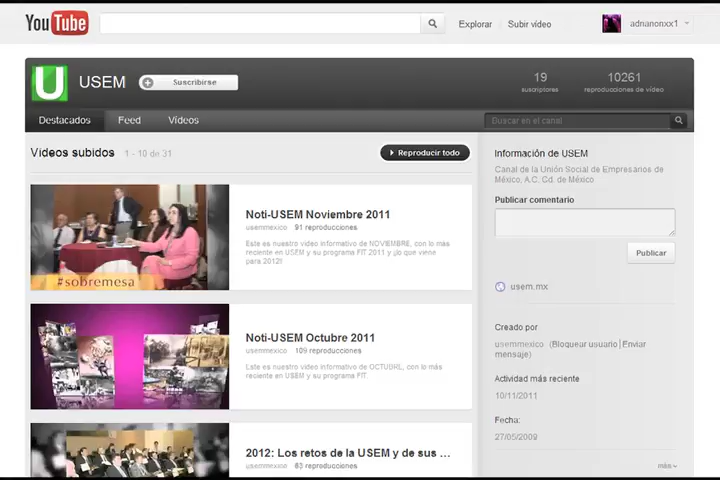 YouTube
Explorar
Subir vídeo
adnanonxx1
U
USEM
Suscribirse
19
suscriptores
10261
reproducciones de vídeo
Destacados
Feed
Vídeos
Buscar en el canal
Vídeos subidos
1 - 10 de 31
Reproducir todo
#sobremesa
Noti-USEM Noviembre 2011
usemmexico 91 reproducciones
Este es nuestro video informativo de NOVIEMBRE, con lo mas
reciente en USEM y su programa FIT 2011 y ¡lo que viene
para 2012!!
Noti-USEM Octubre 2011
usemmexico 109 reproducciones
Este es nuestro video informativo de OCTUBRE, con lo más
reciente en USEM y su programa FIT.
2012: Los retos de la USEM y de sus ...
usemmexico 63 reproducciones
Información de USEM
Canal de la Unión Social de Empresarios de
México, A.C. Cd. de México
Publicar comentario
Publicar
usem.mx
Creado por
usemmexico (Bloquear usuario|Enviar
mensaje)
Actividad más reciente
10/11/2011
Fecha:
27/05/2009
más